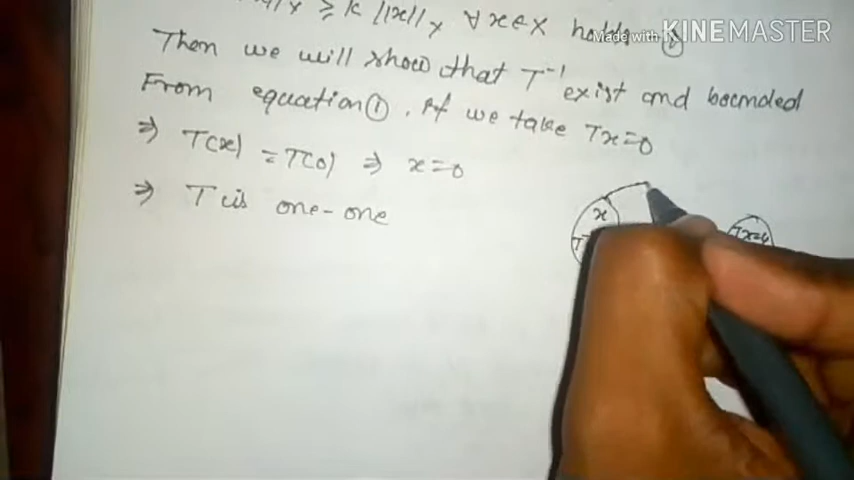 ≥ k ||x||_x ∀ x ∈ X holds ①
Made with KINEMASTER
Then we will show that T⁻¹ exist and bounded
From equation ①, if we take Tx=0
⇒ T(x) = T(0) ⇒ x=0
⇒ T is one-one
x
Tx=y